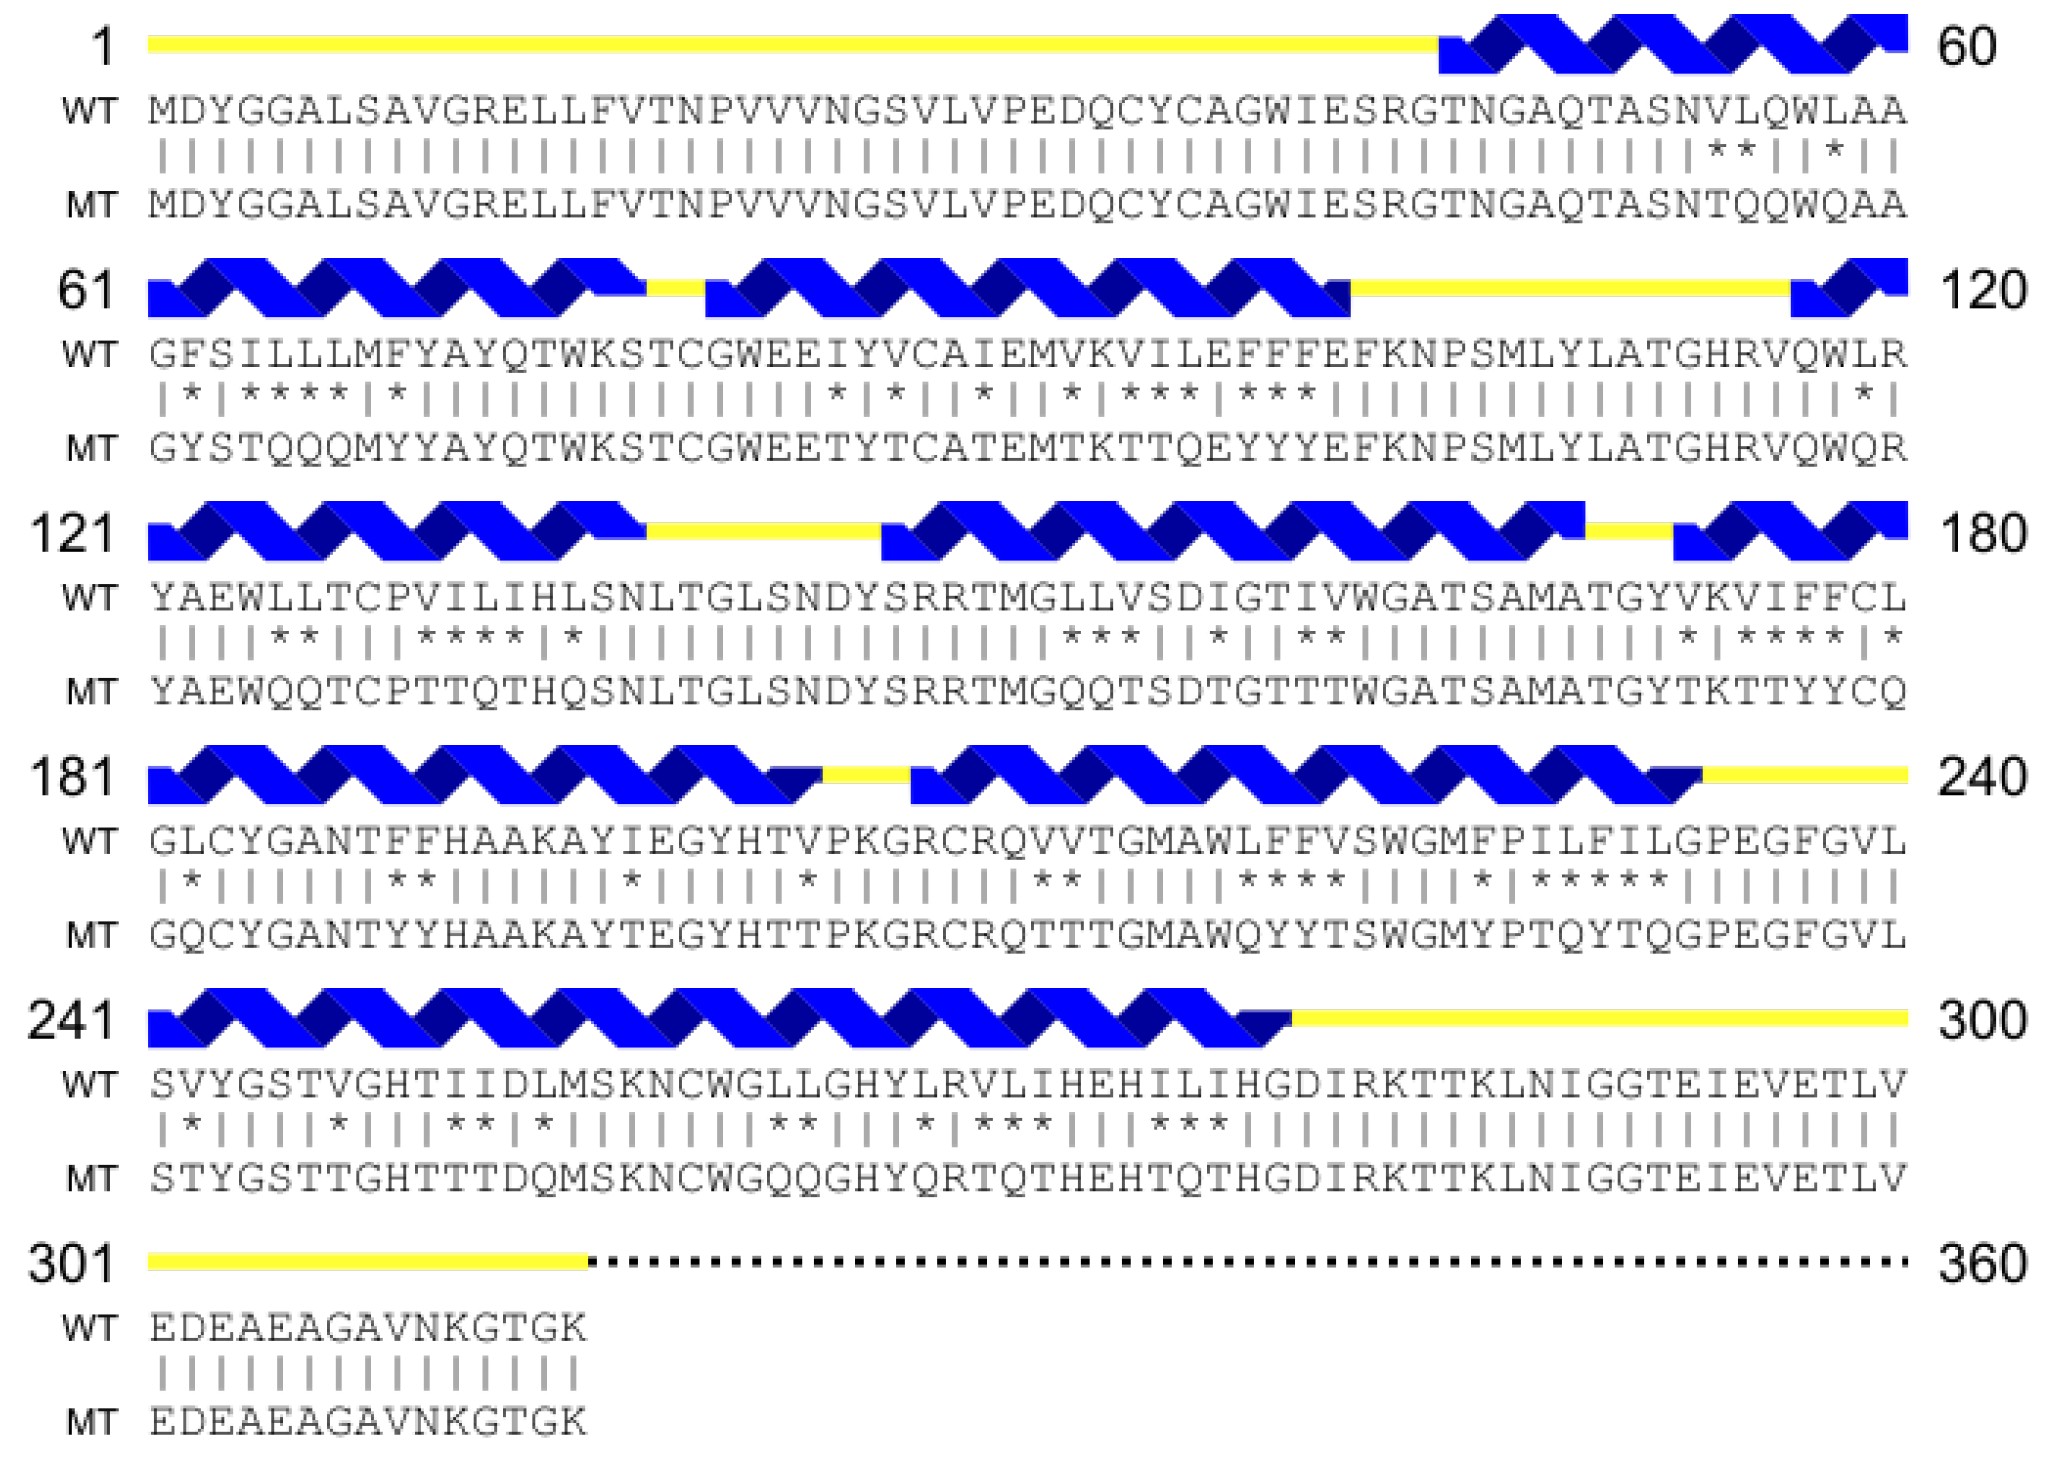 1 60
WT MDYGGALSAVGRELLFVTNPVVVNGSVLVPEDQCYCAGWIESRGTNGAQTASNVLQWLAA
|||||||||||||||||||||||||||||||||||||||||||||||||||||**||*||
MT MDYGGALSAVGRELLFVTNPVVVNGSVLVPEDQCYCAGWIESRGTNGAQTASNTQQWQAA
61 120
WT GFSILLLMFYAYQTWKSTCGWEEIYVCAIEMVKVILEFFFEFKNPSMLYLATGHRVQWLR
|*|****|*||||||||||||||*|*||*||*|***|***||||||||||||||||||*|
MT GYSTQQQMYYAYQTWKSTCGWEETYTCATEMTKTTQEYYYEFKNPSMLYLATGHRVQWQR
121 180
WT YAEWLLTCPVILIHLSNLTGLSNDYSRRTMGLLVSDIGTIVWGATSAMATGYVKVIFFCL
||||**|||****|*||||||||||||||||***||*||**|||||||||||*|****|*
MT YAEWQQTCPTTQTHQSNLTGLSNDYSRRTMGQQTSDTGTTTWGATSAMATGYTKTTYYCQ
181 240
WT GLCYGANTFFHAAKAYIEGYHTVPKGRCRQVVTGMAWLFFVSWGMFPILFILGPEGFGVL
|*||||||**||||||*|||||*|||||||**|||||****||||*|*****||||||||
MT GQCYGANTYYHAAKAYTEGYHTTPKGRCRQTTTGMAWQYYTSWGMYPTQYTQGPEGFGVL
241 300
WT SVYGSTVGHTIIDLMSKNCWGLLGHYLRVLIHEHILIHGDIRKTTKLNIGGTEIEVETLV
|*||||*|||**|*|||||||**|||*|***|||***|||||||||||||||||||||||
MT STYGSTTGHTTTDQMSKNCWGQQGHYQRTQTHEHTQTHGDIRKTTKLNIGGTEIEVETLV
301 360
WT EDEAEAGAVNKGTGK
|||||||||||||||
MT EDEAEAGAVNKGTGK